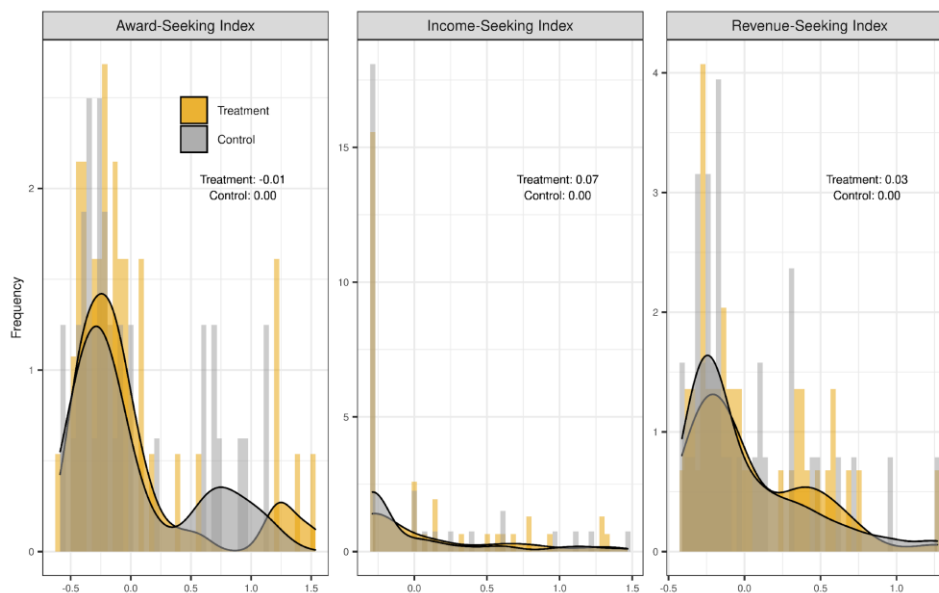 Award-Seeking Index
Income-Seeking Index
Revenue-Seeking Index
Treatment
Control
Treatment: -0.01
Control: 0.00
Treatment: 0.07
Control: 0.00
Treatment: 0.03
Control: 0.00
Frequency
2
1
0
15
10
5
0
4
3
2
1
0
-0.5
0.0
0.5
1.0
1.5
0.0
0.5
1.0
1.5
-0.5
0.0
0.5
1.0